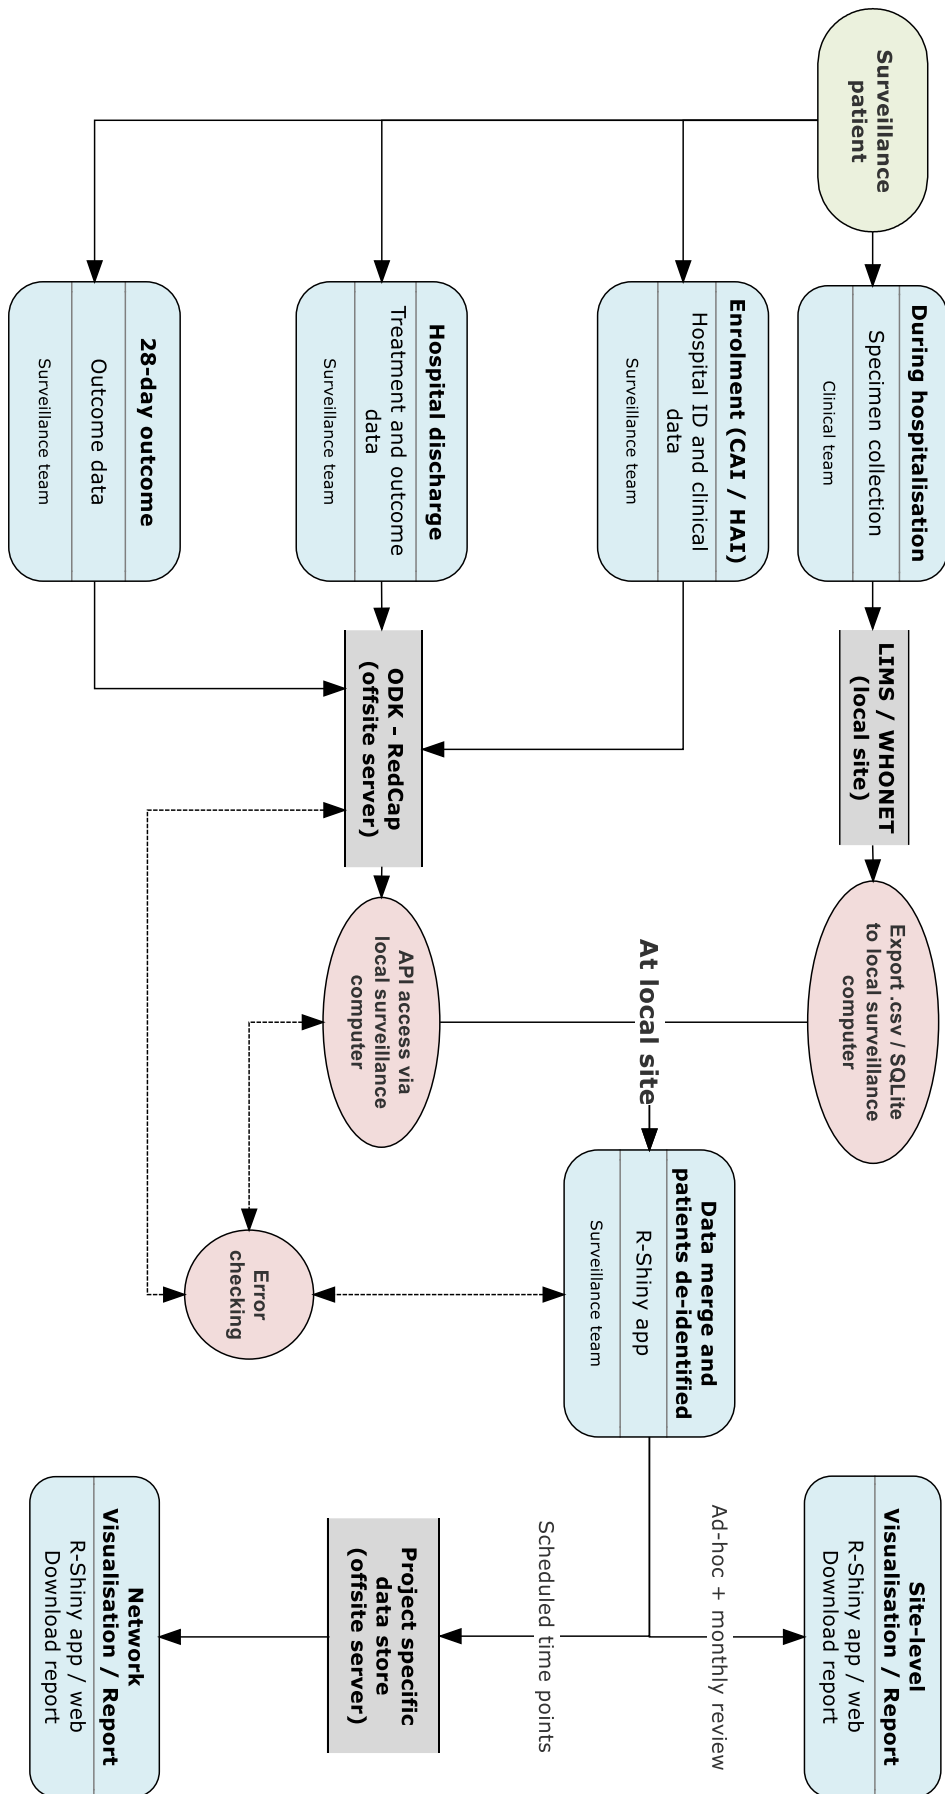 Surveillance
patient
During hospitalisation
Specimen collection
Clinical team
LIMS / WHONET
(local site)
Export .csv / SQLite
to local surveillance
computer
Enrolment (CAI / HAI)
Hospital ID and clinical
data
Surveillance team
Hospital discharge
Treatment and outcome
data
Surveillance team
28-day outcome
Outcome data
Surveillance team
ODK - RedCap
(offsite server)
API access via
local surveillance
computer
At local site
Data merge and
patients de-identified
R-Shiny app
Surveillance team
Error
checking
Ad-hoc + monthly review
Scheduled time points
Site-level
Visualisation / Report
R-Shiny app / web
Download report
Project specific
data store
(offsite server)
Network
Visualisation / Report
R-Shiny app / web
Download report